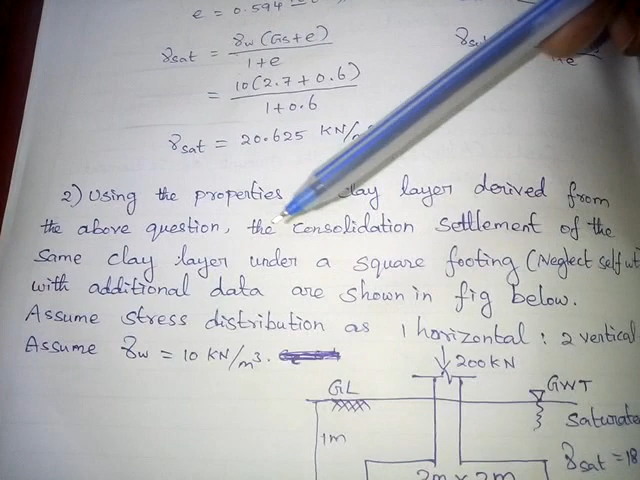 e = 0.594
γsat = γw (Gs+e) / 1+e
= 10(2.7+0.6) / 1+0.6
γsat = 20.625 KN/
2) Using the properties clay layer derived from
the above question, the consolidation settlement of the
same clay layer under a square footing (Neglect self wt
with additional data are shown in fig below.
Assume stress distribution as 1 horizontal : 2 vertical
Assume γw = 10 KN/m³.
200KN
GL
GWT
1m
Saturate
γsat = 18
2m x 2m